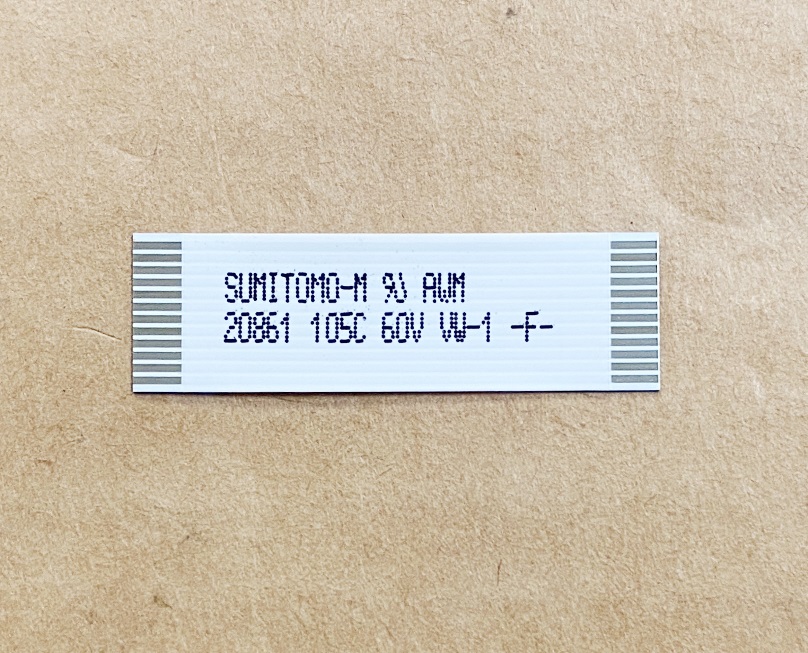 SUMITOMO-M AWM
20861 105C 60V VW-1 -F-